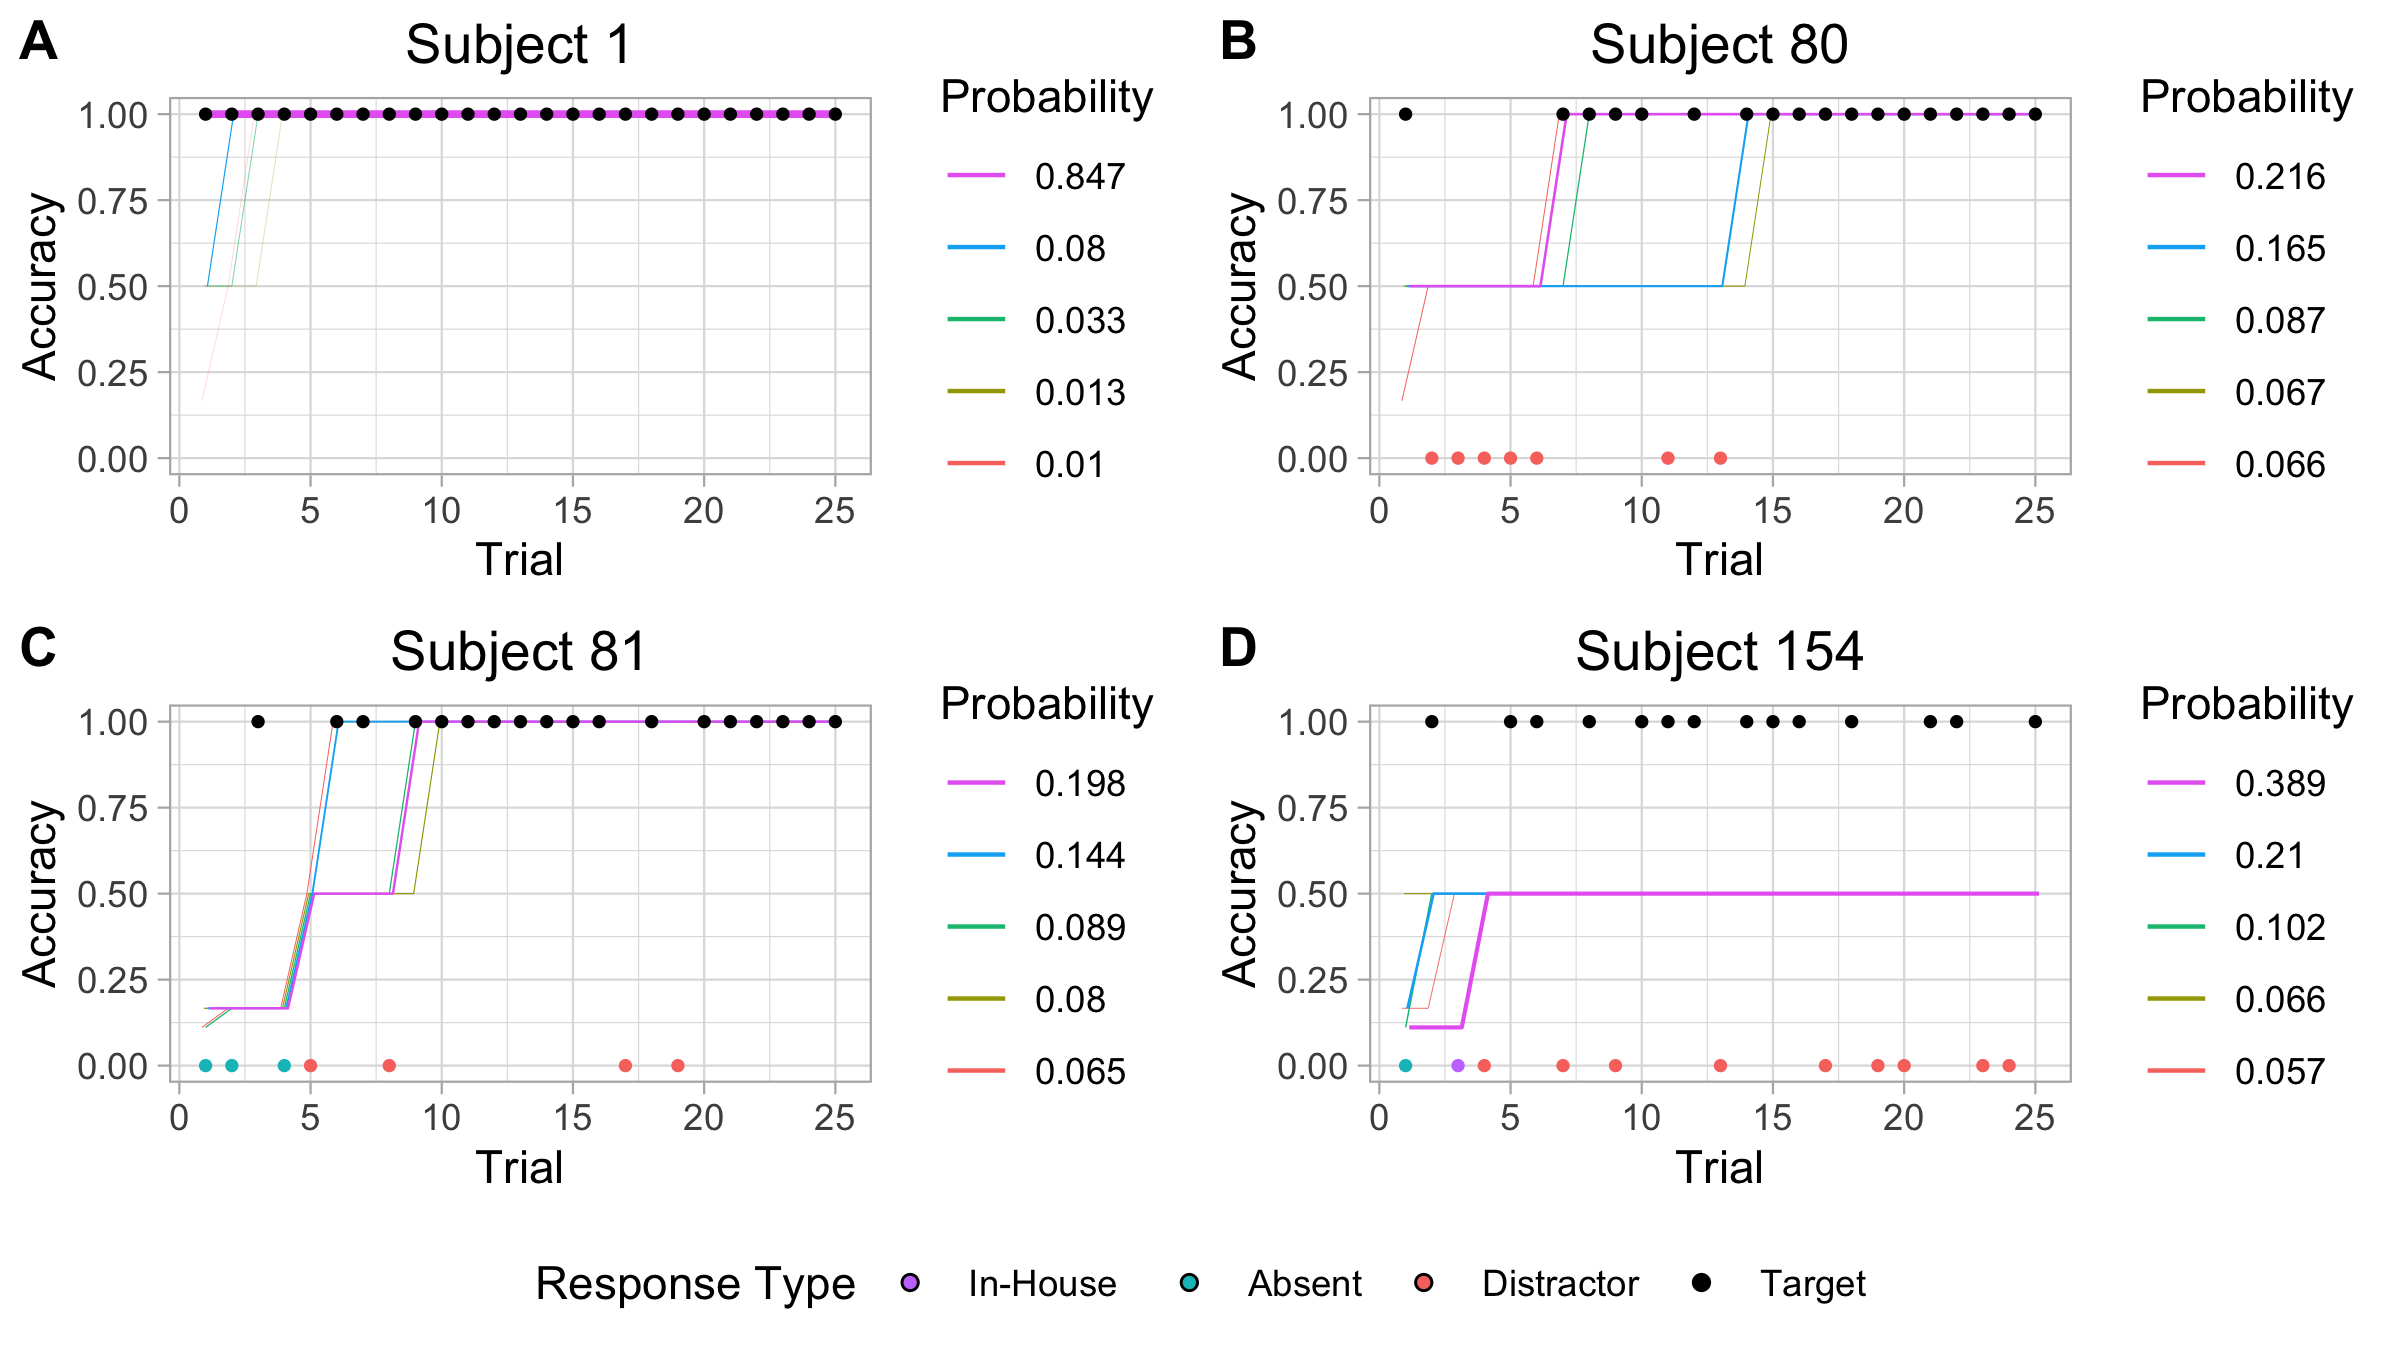 A
Subject 1
Accuracy
1.00
0.75
0.50
0.25
0.00
0 5 10 15 20 25
Trial
Probability
0.847
0.08
0.033
0.013
0.01
B
Subject 80
Accuracy
1.00
0.75
0.50
0.25
0.00
0 5 10 15 20 25
Trial
Probability
0.216
0.165
0.087
0.067
0.066
C
Subject 81
Accuracy
1.00
0.75
0.50
0.25
0.00
0 5 10 15 20 25
Trial
Probability
0.198
0.144
0.089
0.08
0.065
D
Subject 154
Accuracy
1.00
0.75
0.50
0.25
0.00
0 5 10 15 20 25
Trial
Probability
0.389
0.21
0.102
0.066
0.057
Response Type In-House Absent Distractor Target